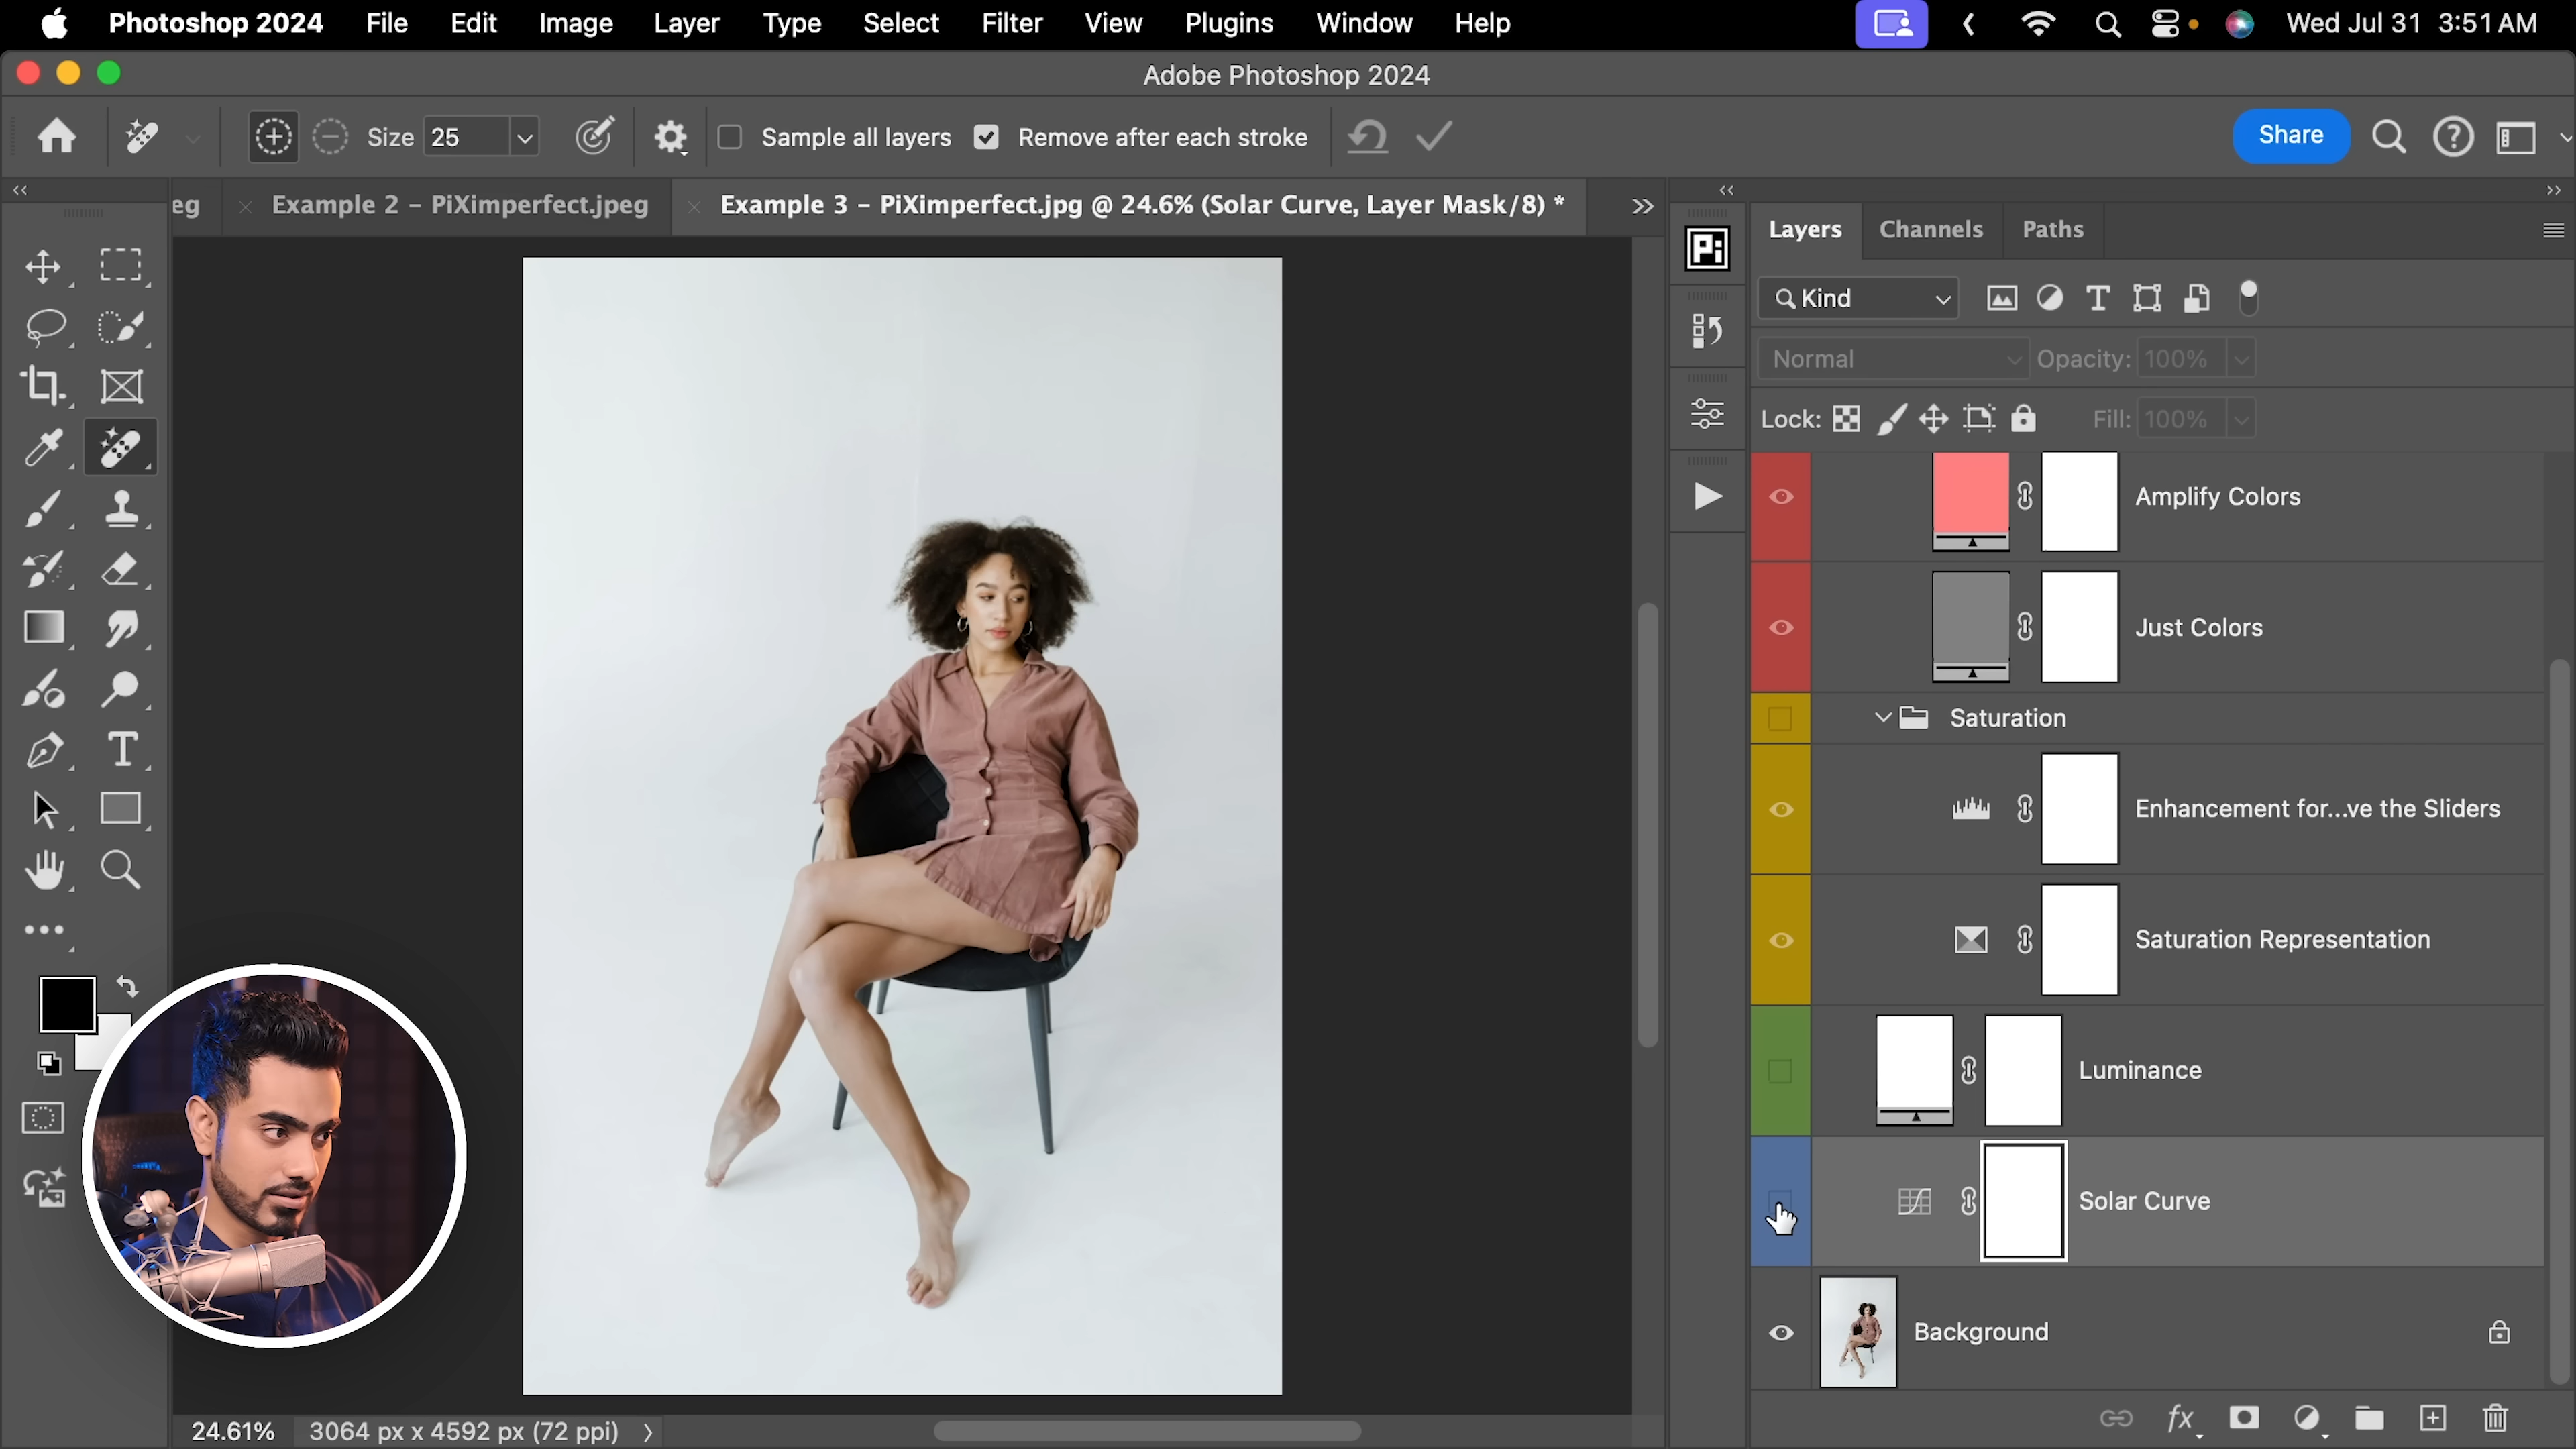 Photoshop 2024 File Edit Image Layer Type Select Filter View Plugins Window Help Wed Jul 31 3:51 AM
Adobe Photoshop 2024
Size 25 Sample all layers Remove after each stroke Share
eg Example 2 – PiXimperfect.jpeg Example 3 – PiXimperfect.jpg @ 24.6% (Solar Curve, Layer Mask/8) *
Layers Channels Paths
Pi
Kind
Normal Opacity: 100%
Lock: Fill: 100%
Amplify Colors
Just Colors
Saturation
Enhancement for...ve the Sliders
Saturation Representation
Luminance
Solar Curve
Background
24.61% 3064 px x 4592 px (72 ppi)
fx